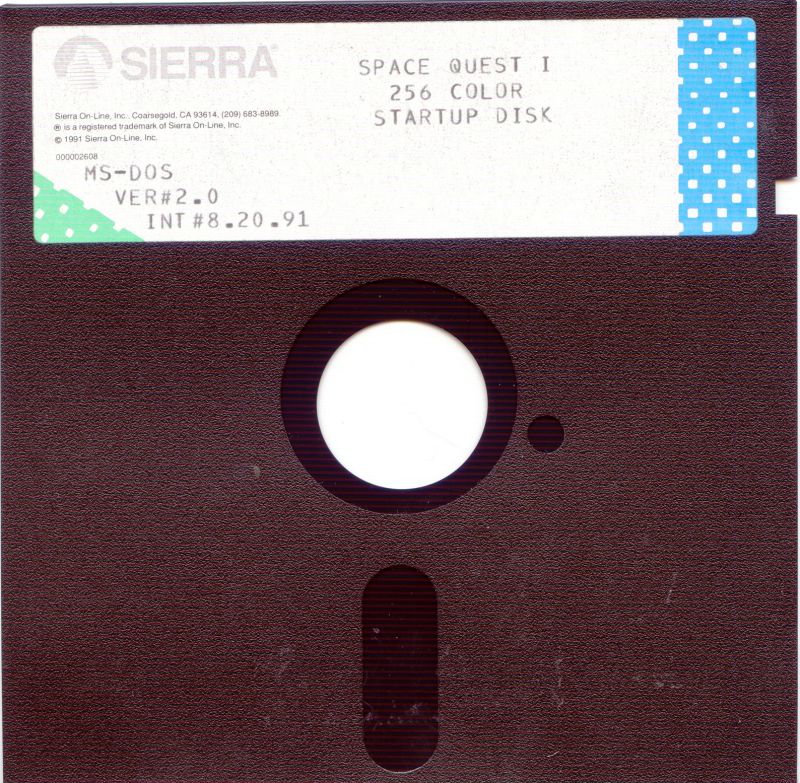 SIERRA®
SPACE QUEST I
256 COLOR
STARTUP DISK
Sierra On-Line, Inc., Coarsegold, CA 93614, (209) 683-8989.
® is a registered trademark of Sierra On-Line, Inc.
© 1991 Sierra On-Line, Inc.
000002608
MS-DOS
VER#2.0
INT#8.20.91